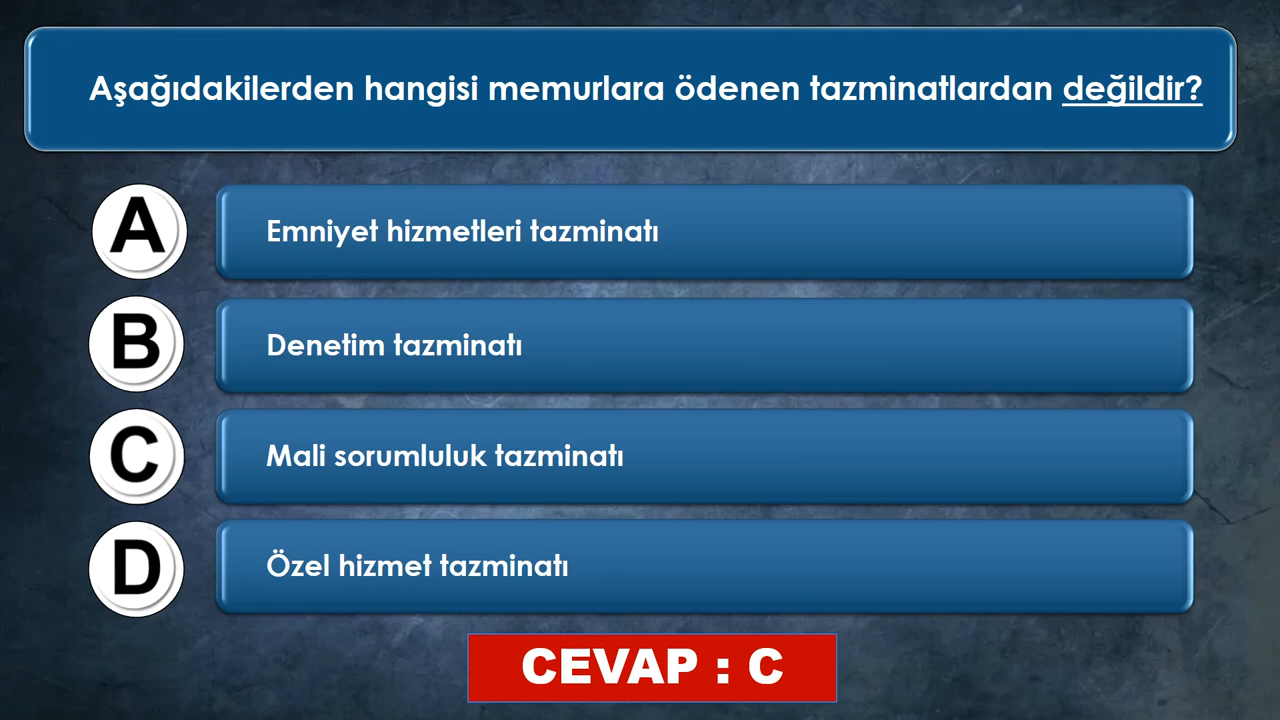 Aşağıdakilerden hangisi memurlara ödenen tazminatlardan değildir?
A
Emniyet hizmetleri tazminatı
B
Denetim tazminatı
C
Mali sorumluluk tazminatı
D
Özel hizmet tazminatı
CEVAP : C